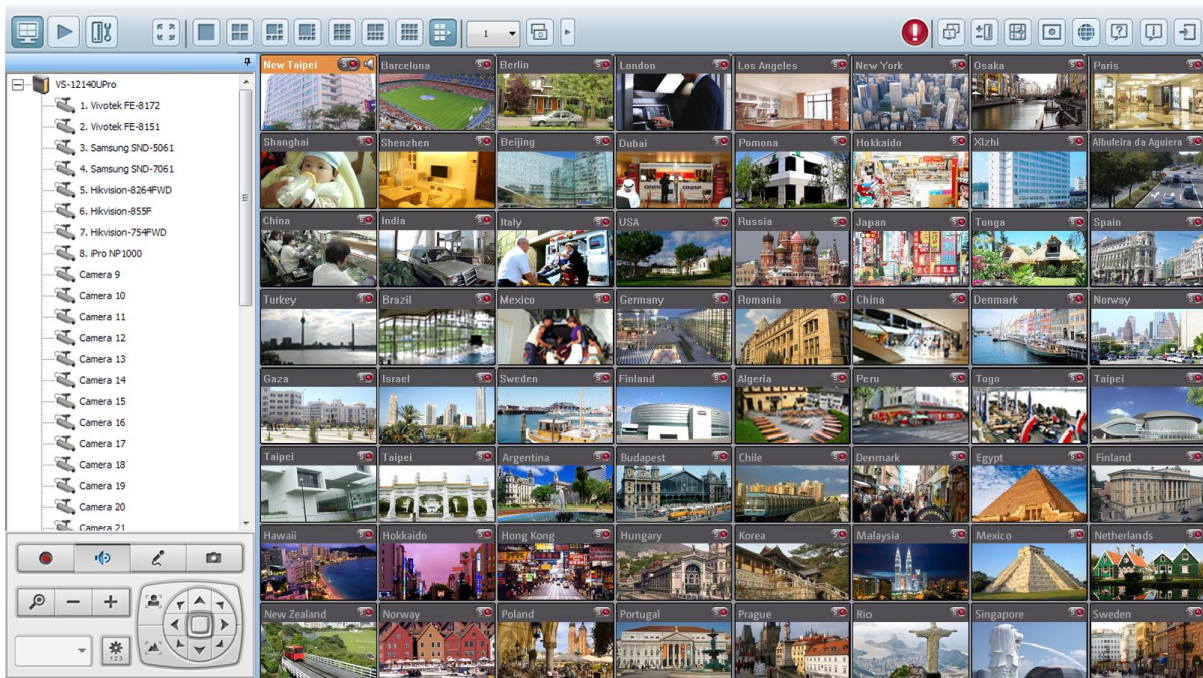 1
VS-12140UPro
1. Vivotek FE-8172
2. Vivotek FE-8151
3. Samsung SND-5061
4. Samsung SND-7061
5. Hikvision-8264FWD
6. Hikvision-855F
7. Hikvision-754FWD
8. iPro NP1000
Camera 9
Camera 10
Camera 11
Camera 12
Camera 13
Camera 14
Camera 15
Camera 16
Camera 17
Camera 18
Camera 19
Camera 20
Camera 21
123
New Taipei S Barcelona S Berlin S London S Los Angeles S New York S Osaka S Paris S
Shanghai S Shenzhen S Beijing S Dubai S Pomona S Hokkaido S Xizhi S Albufeira da Aguiera S
China S India S Italy S USA S Russia S Japan S Tonga S Spain S
Turkey S Brazil S Mexico S Germany S Romania S China S Denmark S Norway S
Gaza S Israel S Sweden S Finland S Algeria S Peru S Togo S Taipei S
Taipei S Taipei S Argentina S Budapest S Chile S Denmark S Egypt S Finland S
Hawaii S Hokkaido S Hong Kong S Hungary S Korea S Malaysia S Mexico S Netherlands S
New Zealand S Norway S Poland S Portugal S Prague S Rio S Singapore S Sweden S